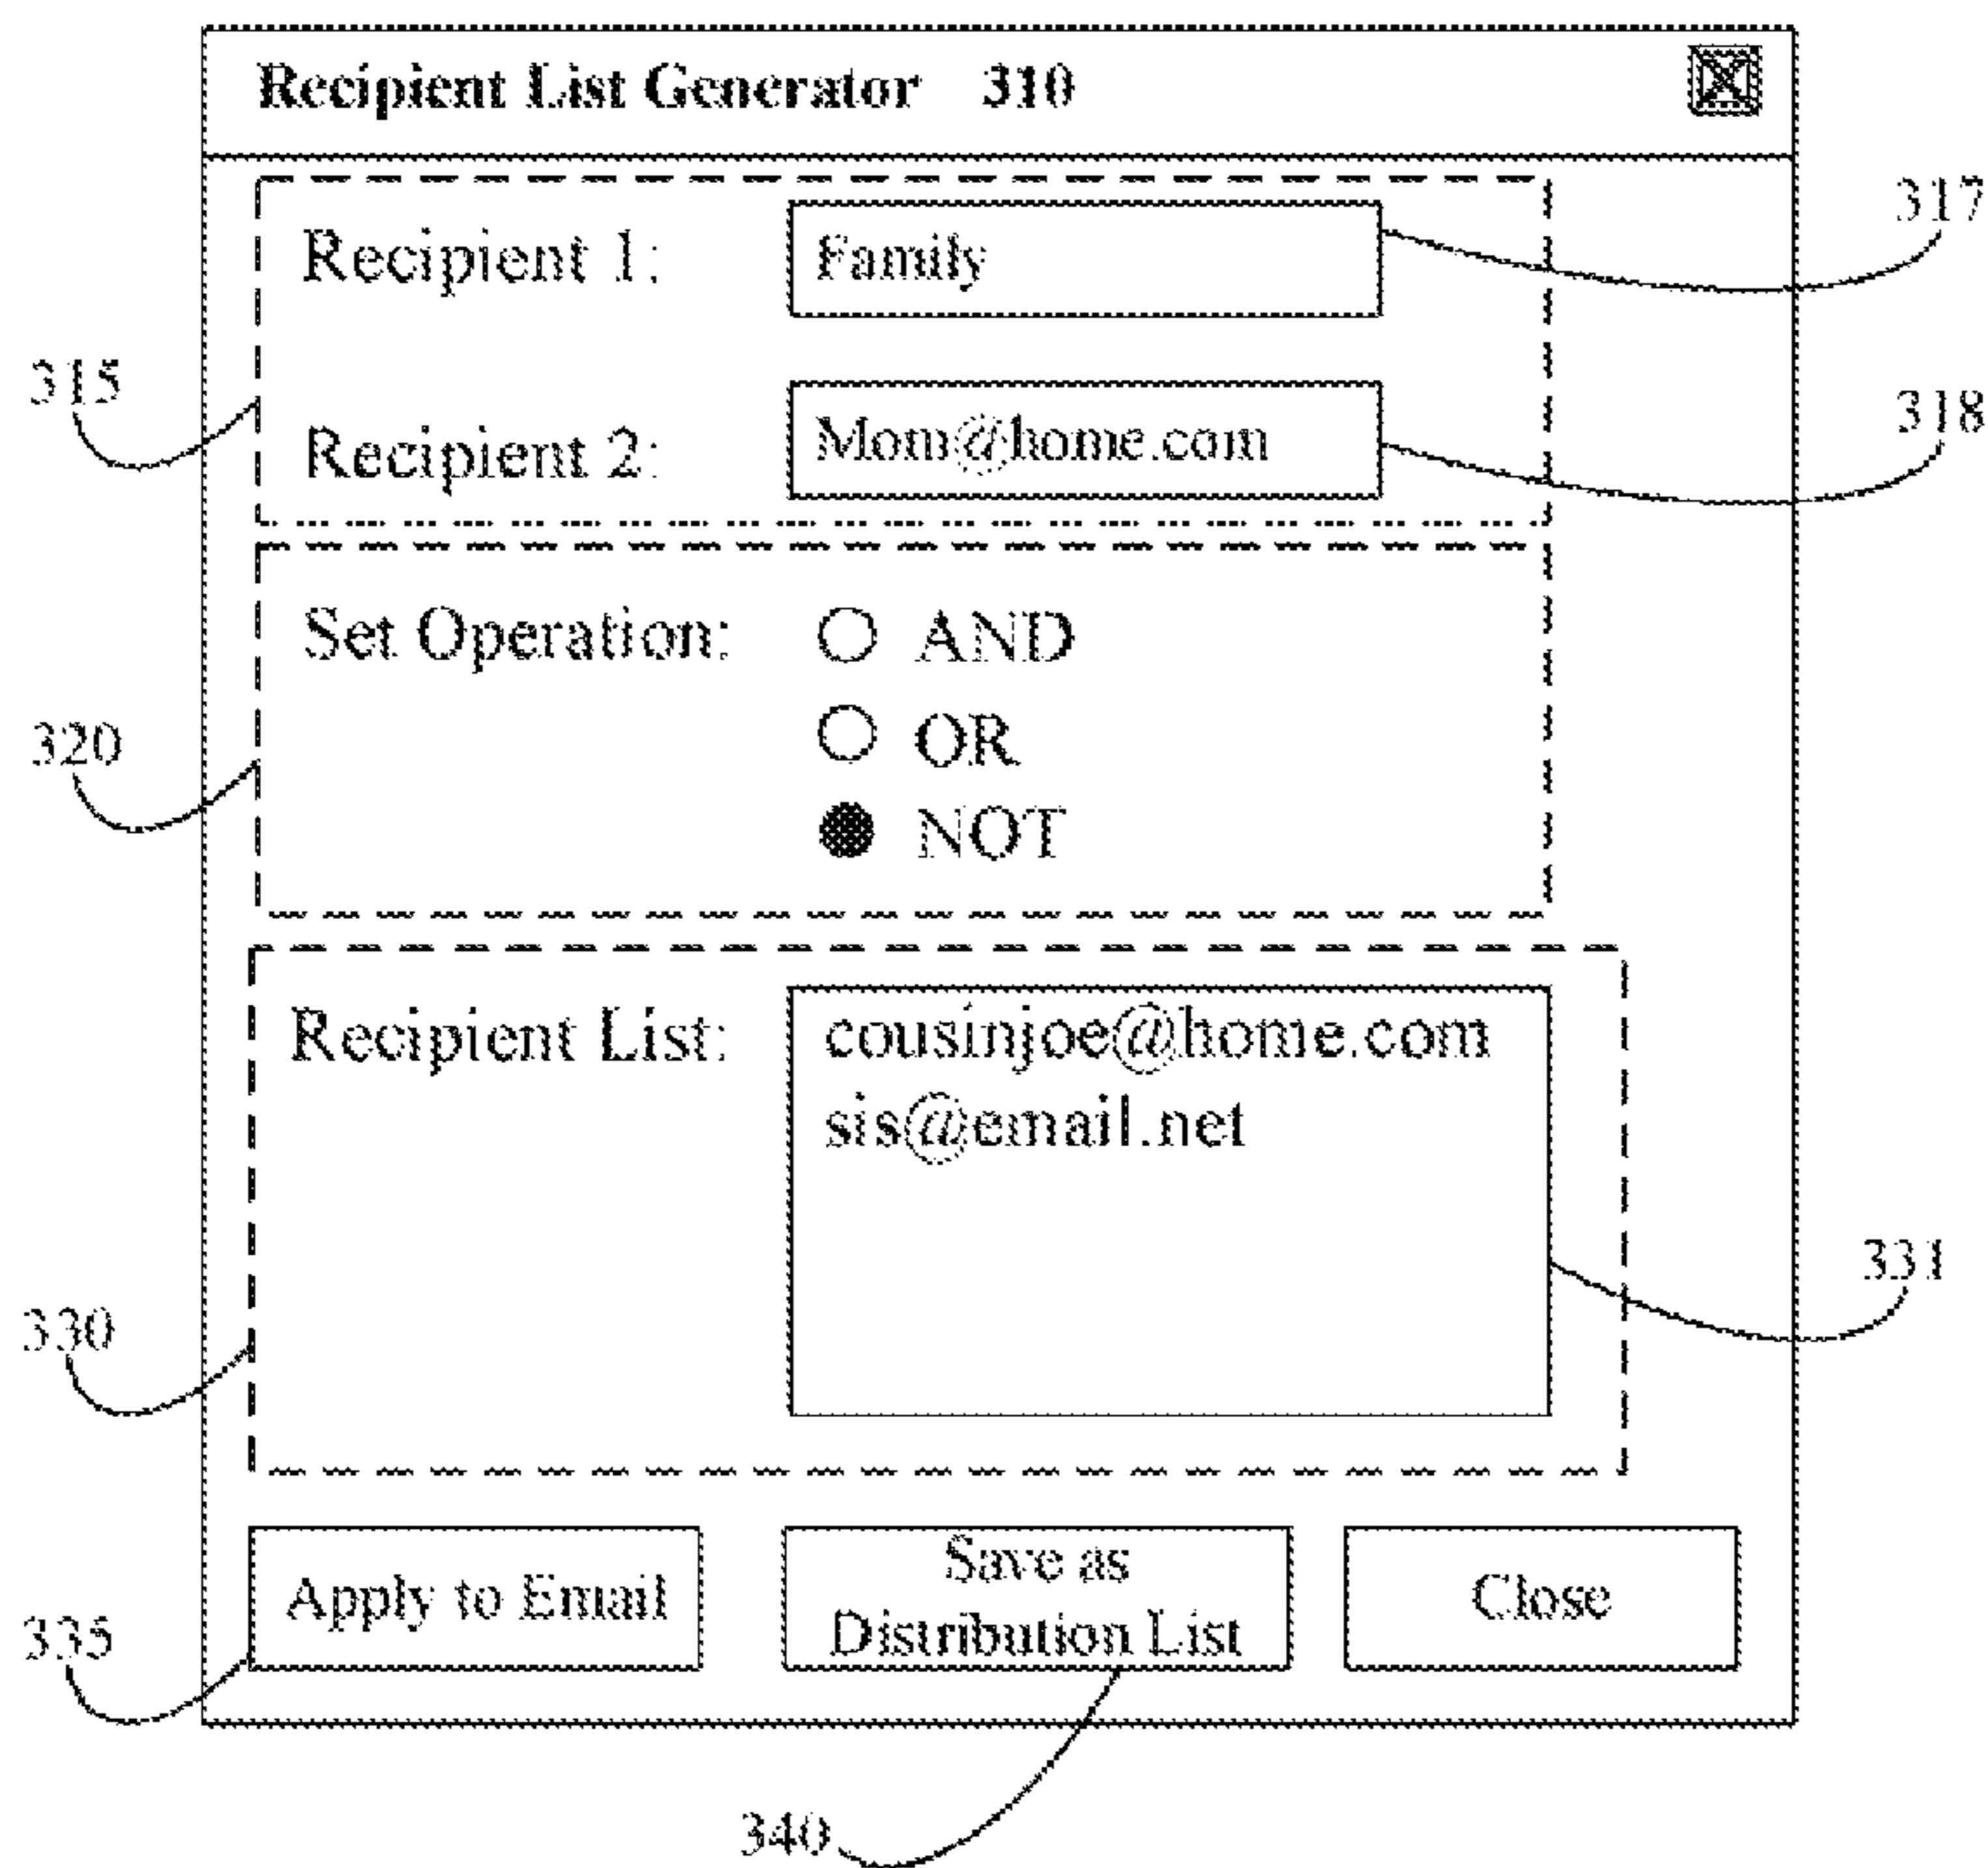 Recipient List Generator 310
Recipient 1: Family
317
315
Recipient 2: Mom@home.com
318
Set Operation: AND
OR
320
NOT
Recipient List: cousinjoe@home.com
sis@email.net
331
330
Apply to Email
Save as
Distribution List
Close
335
340